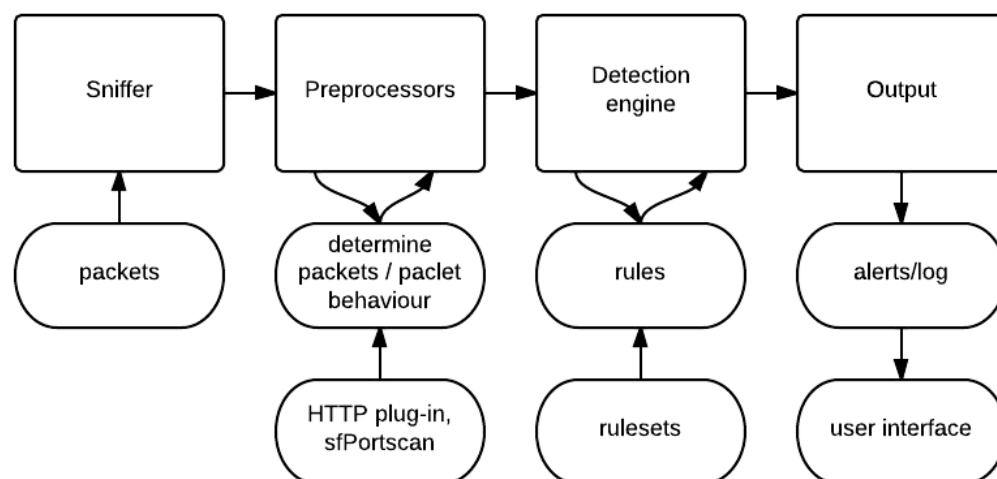 Sniffer
Preprocessors
Detection
engine
Output
packets
determine
packets / paclet
behaviour
rules
alerts/log
HTTP plug-in,
sfPortscan
rulesets
user interface